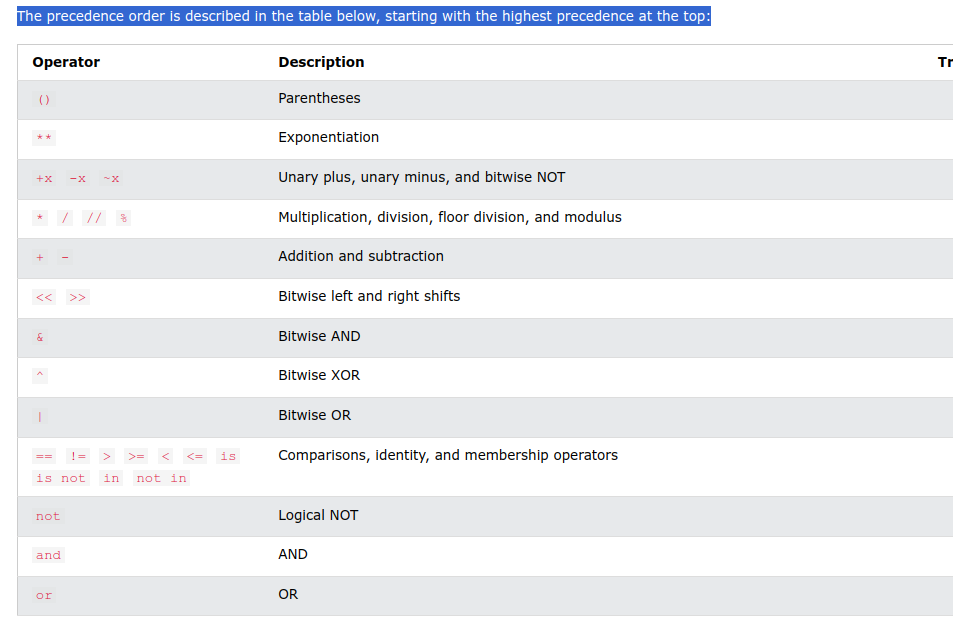 The precedence order is described in the table below, starting with the highest precedence at the top:
Operator Description Tr
() Parentheses
** Exponentiation
+x -x ~x Unary plus, unary minus, and bitwise NOT
* / // % Multiplication, division, floor division, and modulus
+ - Addition and subtraction
<< >> Bitwise left and right shifts
& Bitwise AND
^ Bitwise XOR
| Bitwise OR
== != > >= < <= is Comparisons, identity, and membership operators
is not in not in
not Logical NOT
and AND
or OR